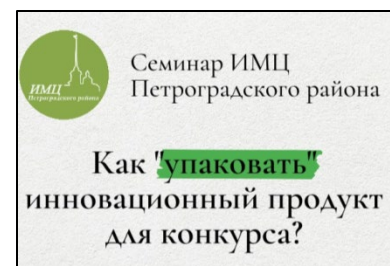 ИМЦ
Петроградского района
Семинар ИМЦ
Петроградского района
Как "упаковать"
инновационный продукт
для конкурса?